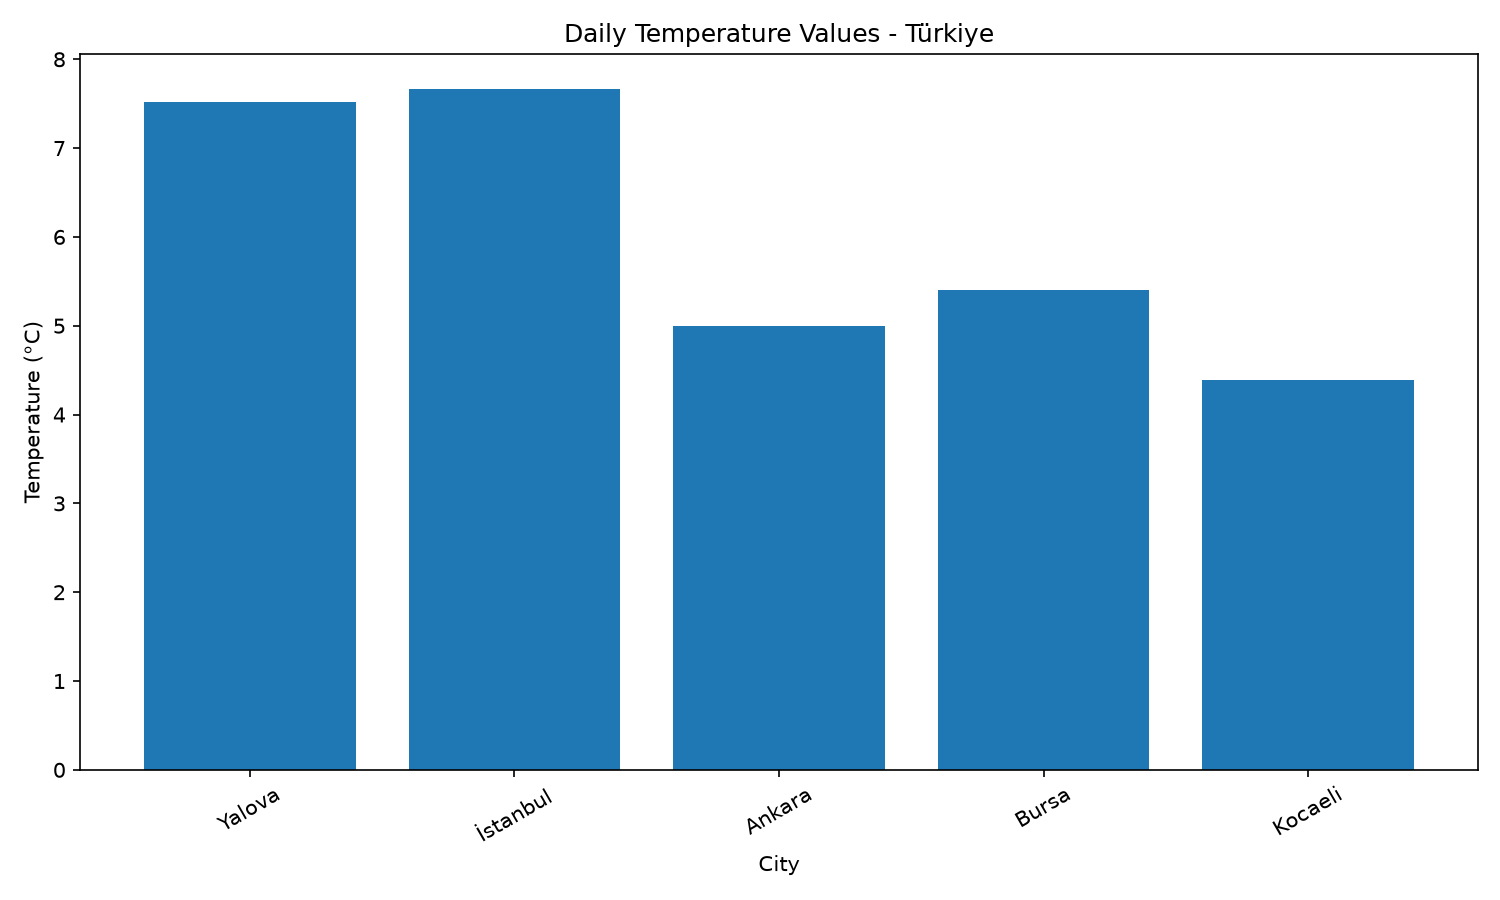 Daily Temperature Values - Türkiye
8
7
6
5
4
3
2
1
0
Temperature (°C)
Yalova
İstanbul
Ankara
Bursa
Kocaeli
City